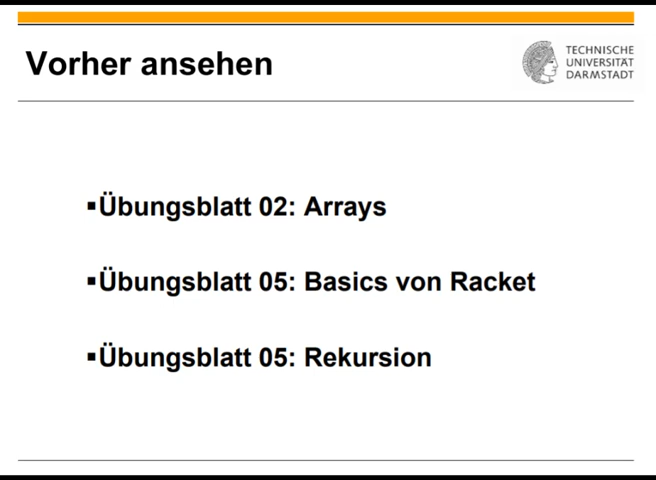 Vorher ansehen
TECHNISCHE
UNIVERSITÄT
DARMSTADT
▪Übungsblatt 02: Arrays
▪Übungsblatt 05: Basics von Racket
▪Übungsblatt 05: Rekursion